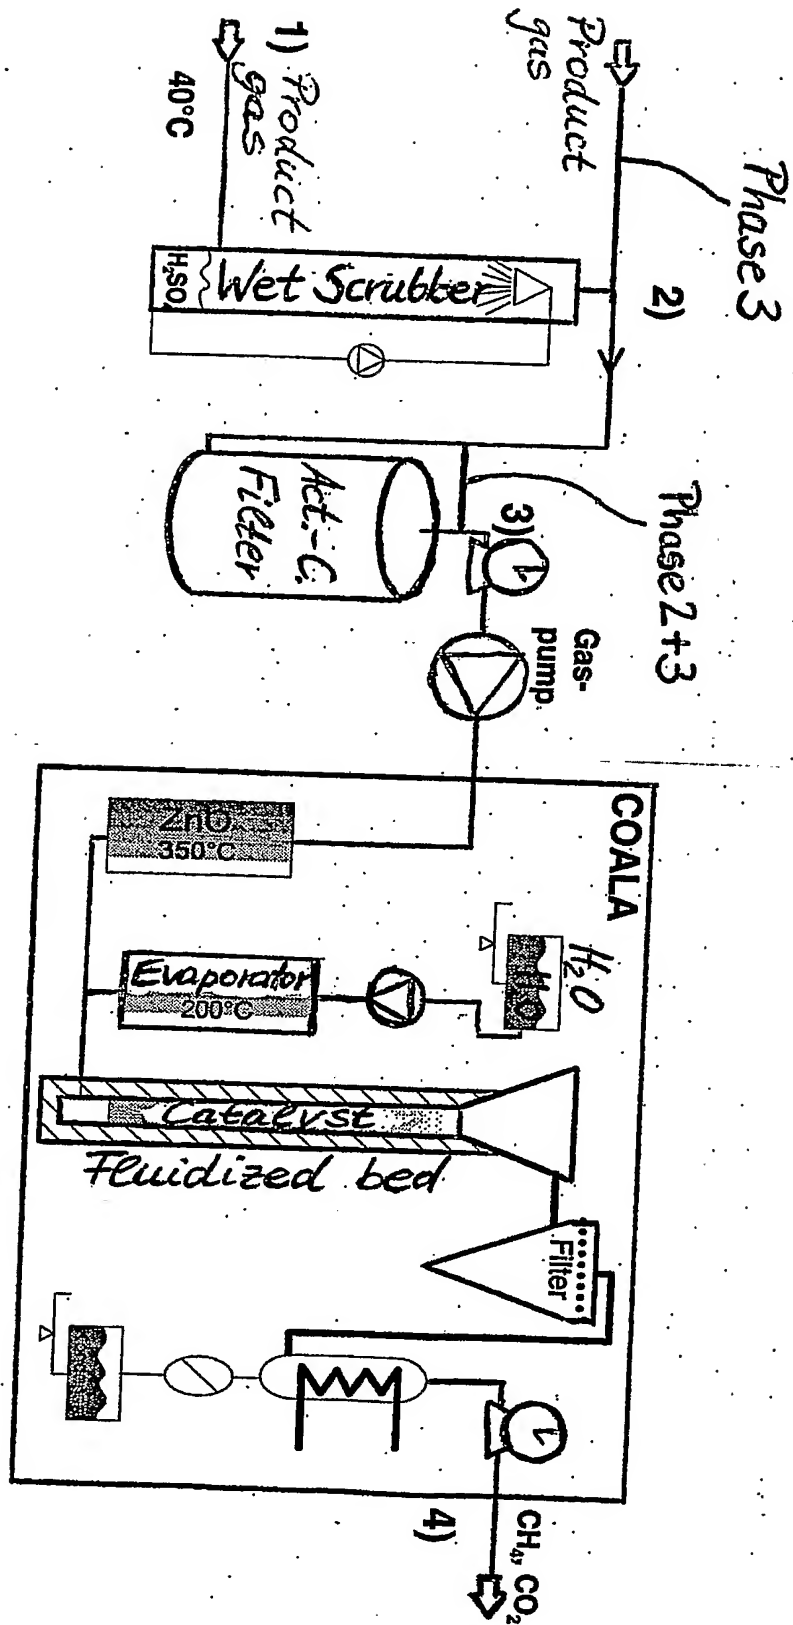 Phase 3
Product
gas
1) Product
gas
40°C
2)
Wet Scrubber
H₂SO₄
Phase 2+3
3)
Act.-C.
Filter
Gas-
pump
COALA
ZnO
350°C
H₂O
H₂O
Evaporator
200°C
Catalyst
Fluidized bed
Filter
4)
CH₄, CO₂